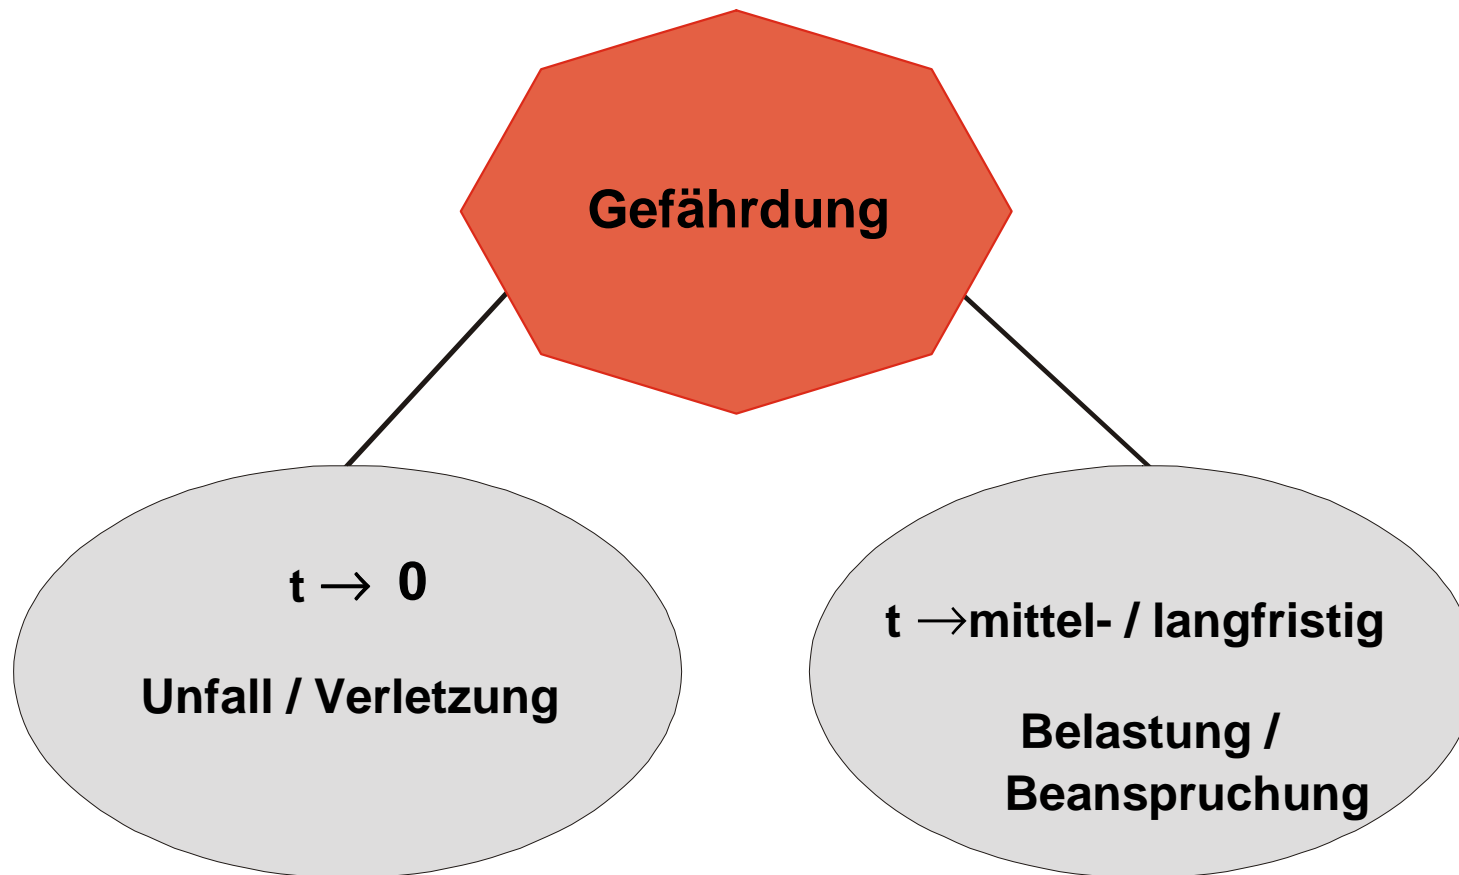 Gefährdung
t → 0
Unfall / Verletzung
t →mittel- / langfristig
Belastung /
Beanspruchung